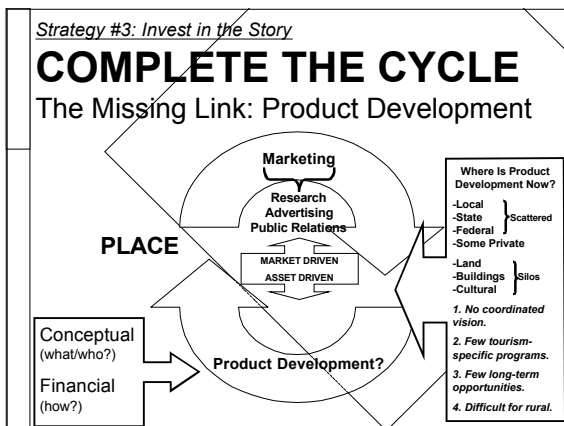 Strategy #3: Invest in the Story
COMPLETE THE CYCLE
The Missing Link: Product Development
Marketing
Research
Advertising
Public Relations
PLACE
MARKET DRIVEN
ASSET DRIVEN
Conceptual
(what/who?)
Financial
(how?)
Product Development?
Where Is Product
Development Now?
-Local
-State
-Federal
Scattered
-Some Private
-Land
-Buildings
-Cultural
Silos
1. No coordinated
vision.
2. Few tourism-
specific programs.
3. Few long-term
opportunities.
4. Difficult for rural.